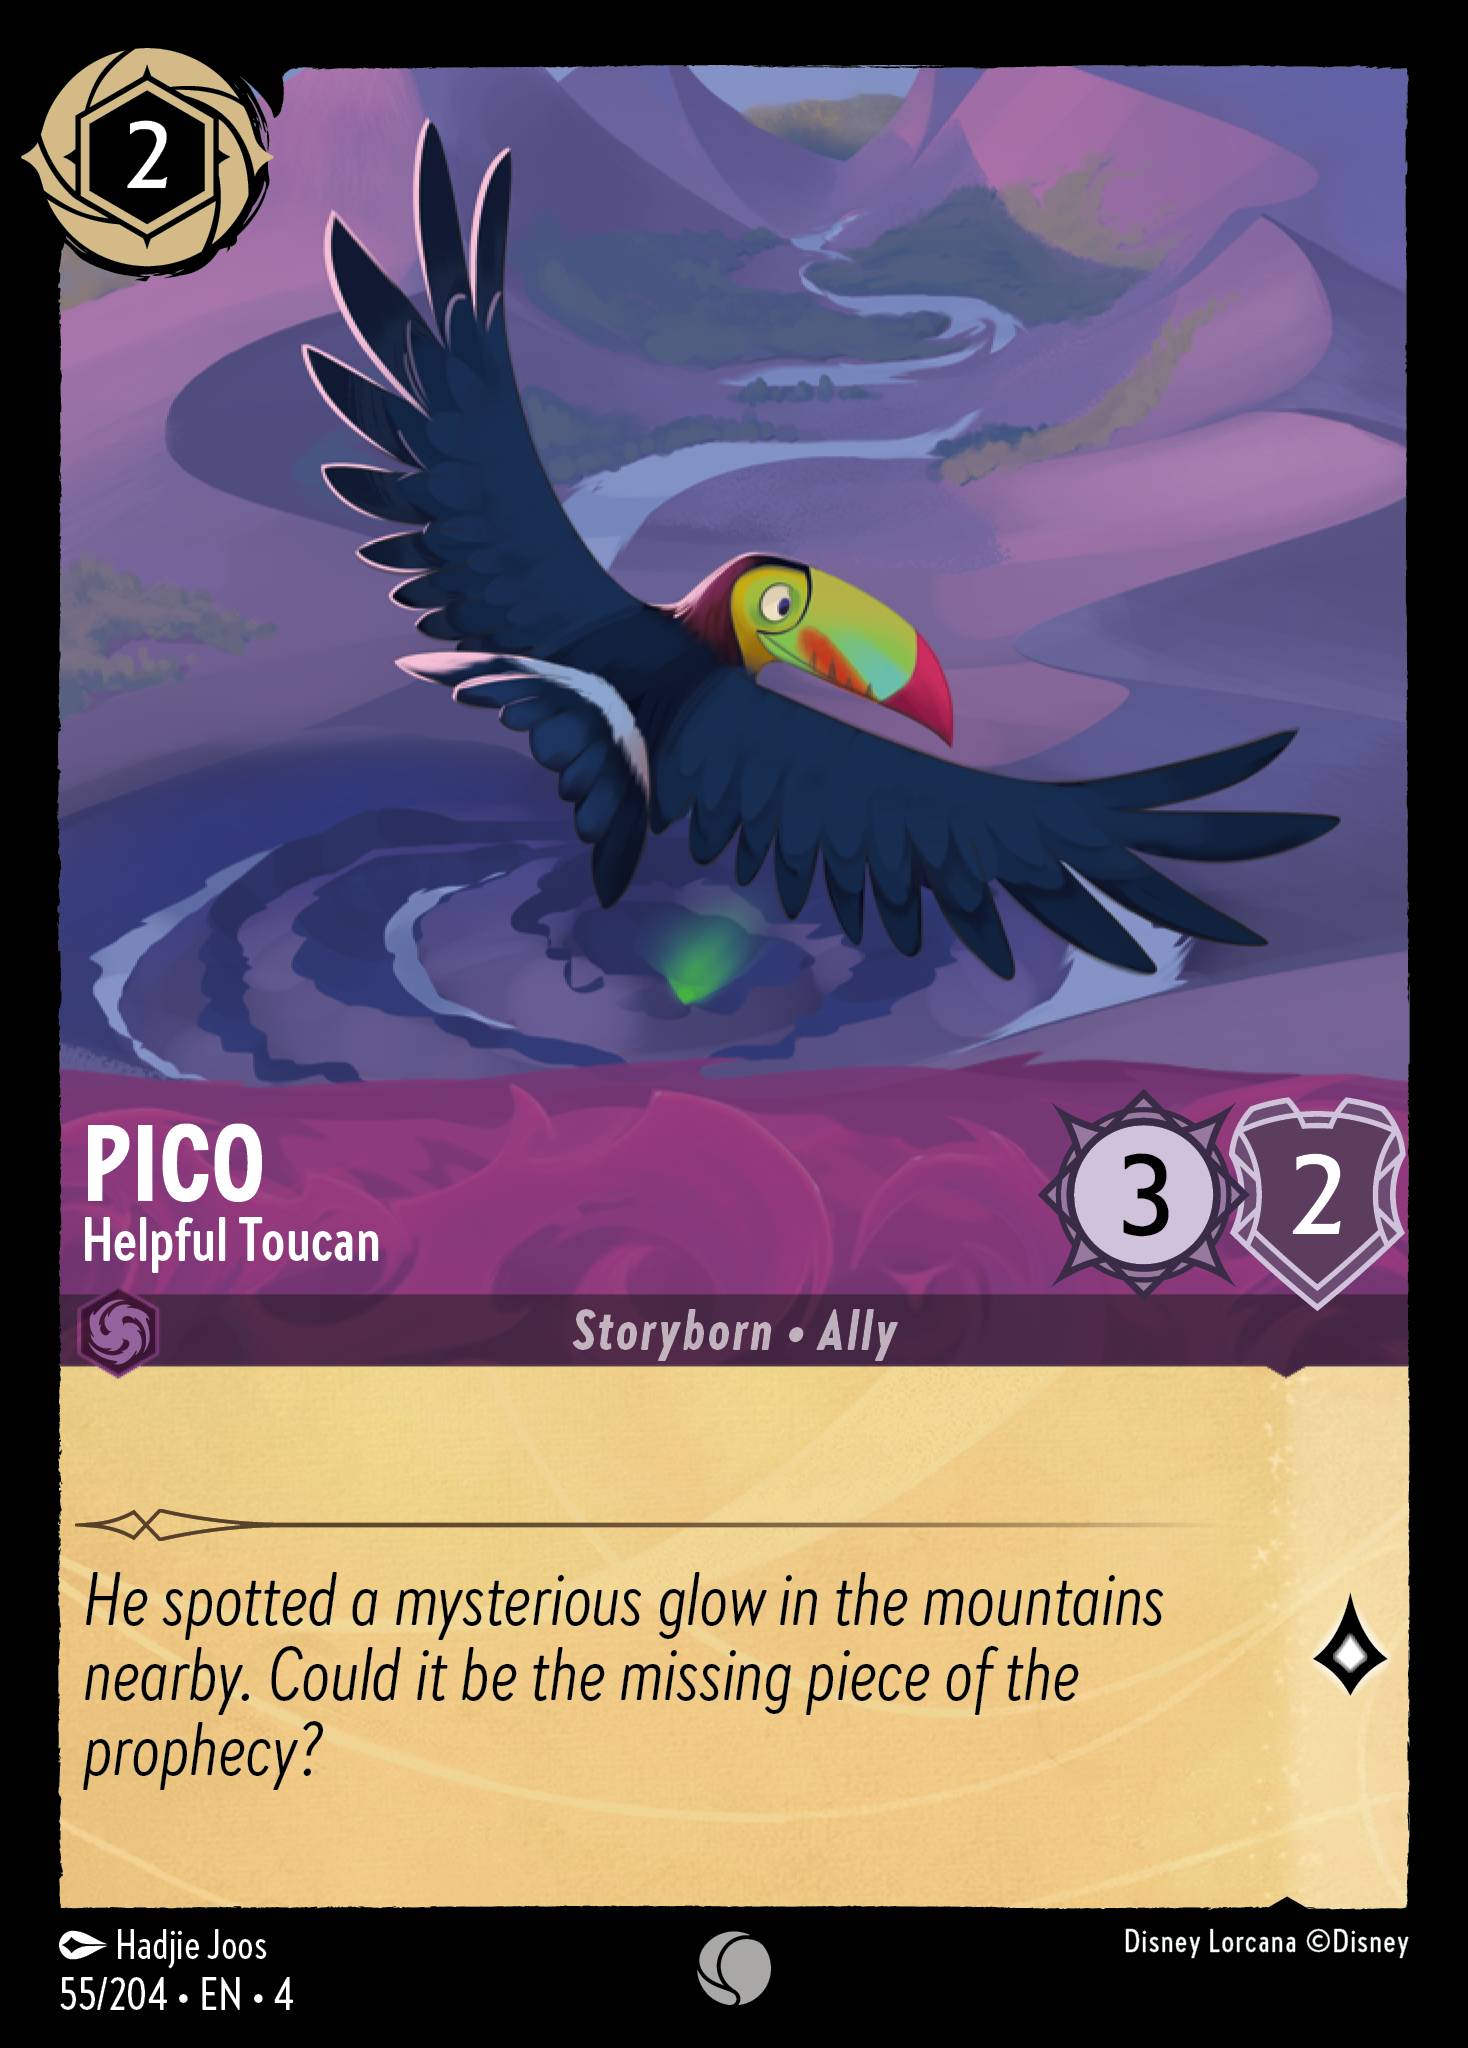 2
PICO
Helpful Toucan
3
2
Storyborn • Ally
He spotted a mysterious glow in the mountains
nearby. Could it be the missing piece of the
prophecy?
Hadjie Joos
Disney Lorcana ©Disney
55/204 • EN • 4